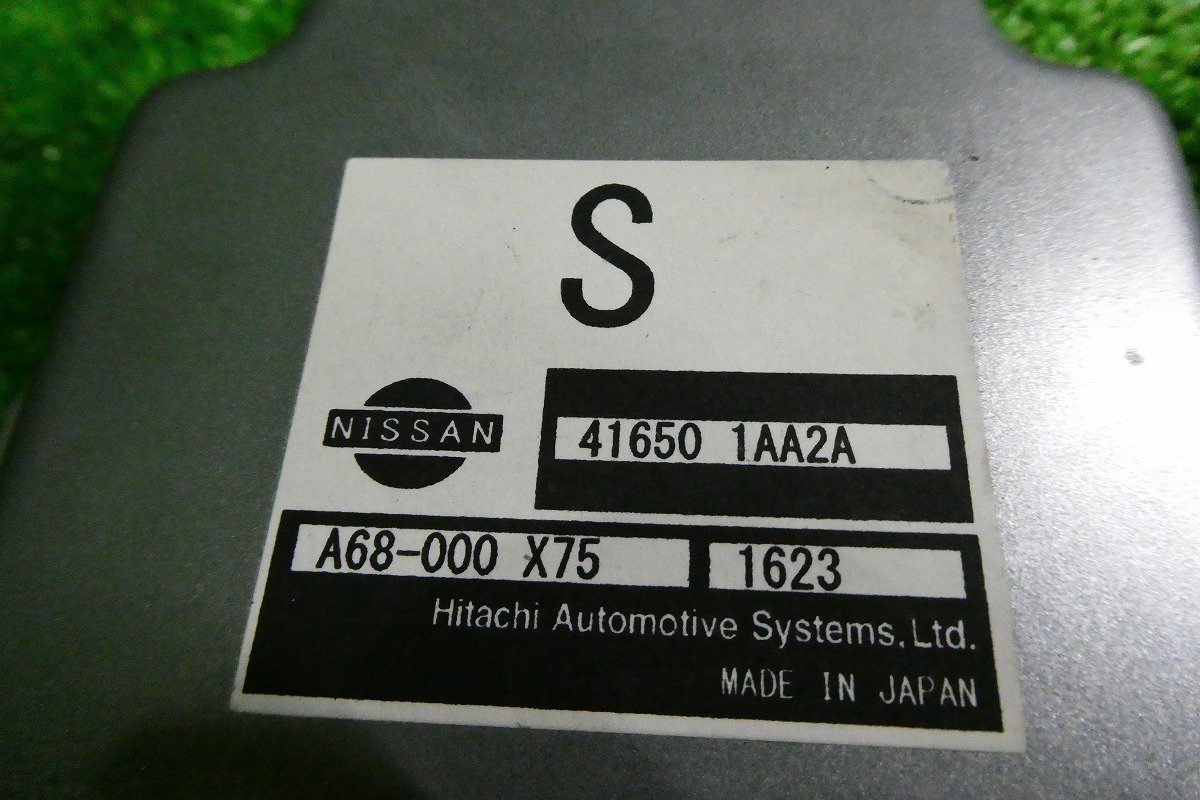 S
NISSAN
41650 1AA2A
A68-000 X75
1623
Hitachi Automotive Systems,Ltd.
MADE IN JAPAN